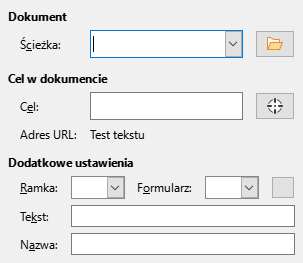 Dokument
Ścieżka:
Cel w dokumencie
Cel:
Adres URL: Test tekstu
Dodatkowe ustawienia
Ramka: Formularz:
Tekst:
Nazwa: